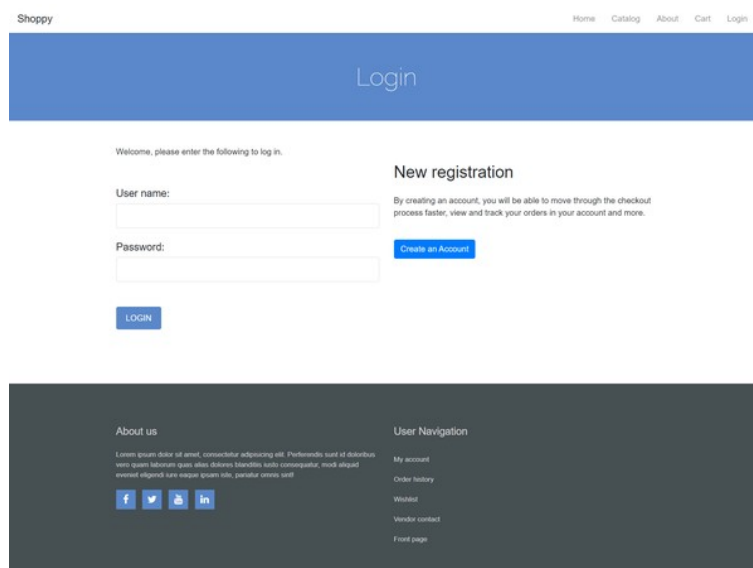 Shoppy
Home Catalog About Cart Login
Login
Welcome, please enter the following to log in.
User name:
Password:
LOGIN
New registration
By creating an account, you will be able to move through the checkout
process faster, view and track your orders in your account and more.
Create an Account
About us
Lorem ipsum dolor sit amet, consectetur adipisicing elit. Perferendis sunt id doloribus
vero quam laborum quas alias dolores blanditiis iusto consequatur, modi aliquid
eveniet eligendi iure eaque ipsam iste, pariatur omnis sint!
User Navigation
My account
Order history
Wishlist
Vendor contact
Front page